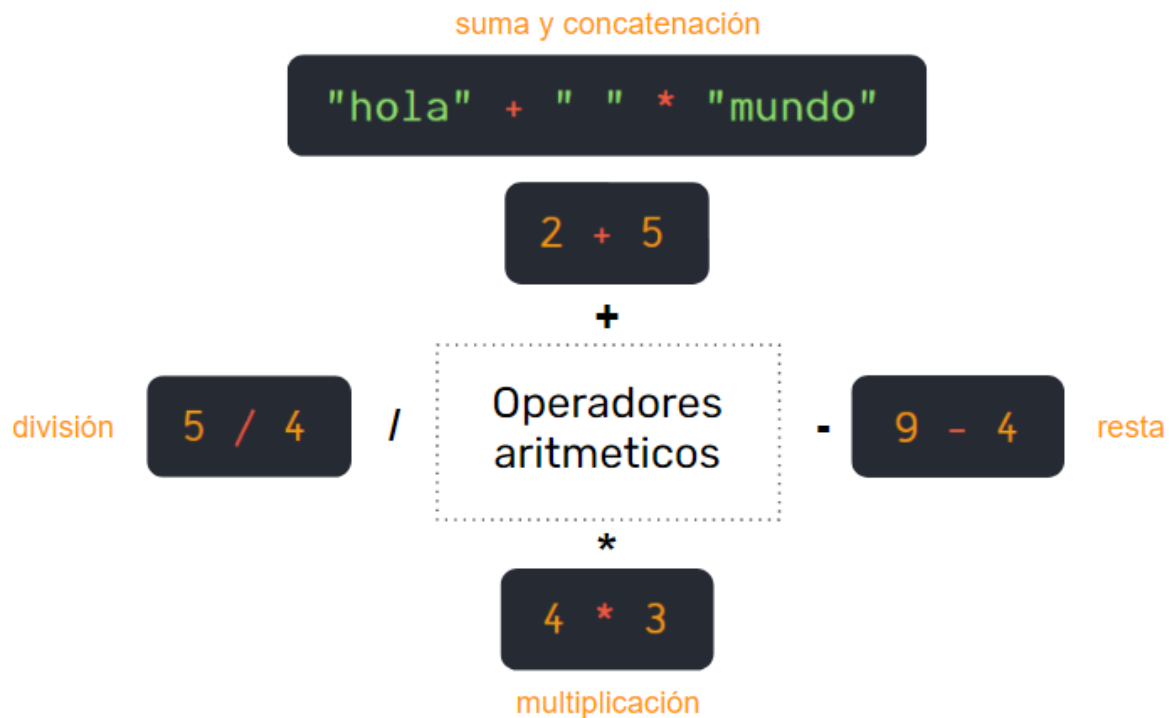 suma y concatenación
"hola" + " " * "mundo"
2 + 5
+
división
5 / 4
/
Operadores
aritmeticos
-
9 - 4
resta
*
4 * 3
multiplicación